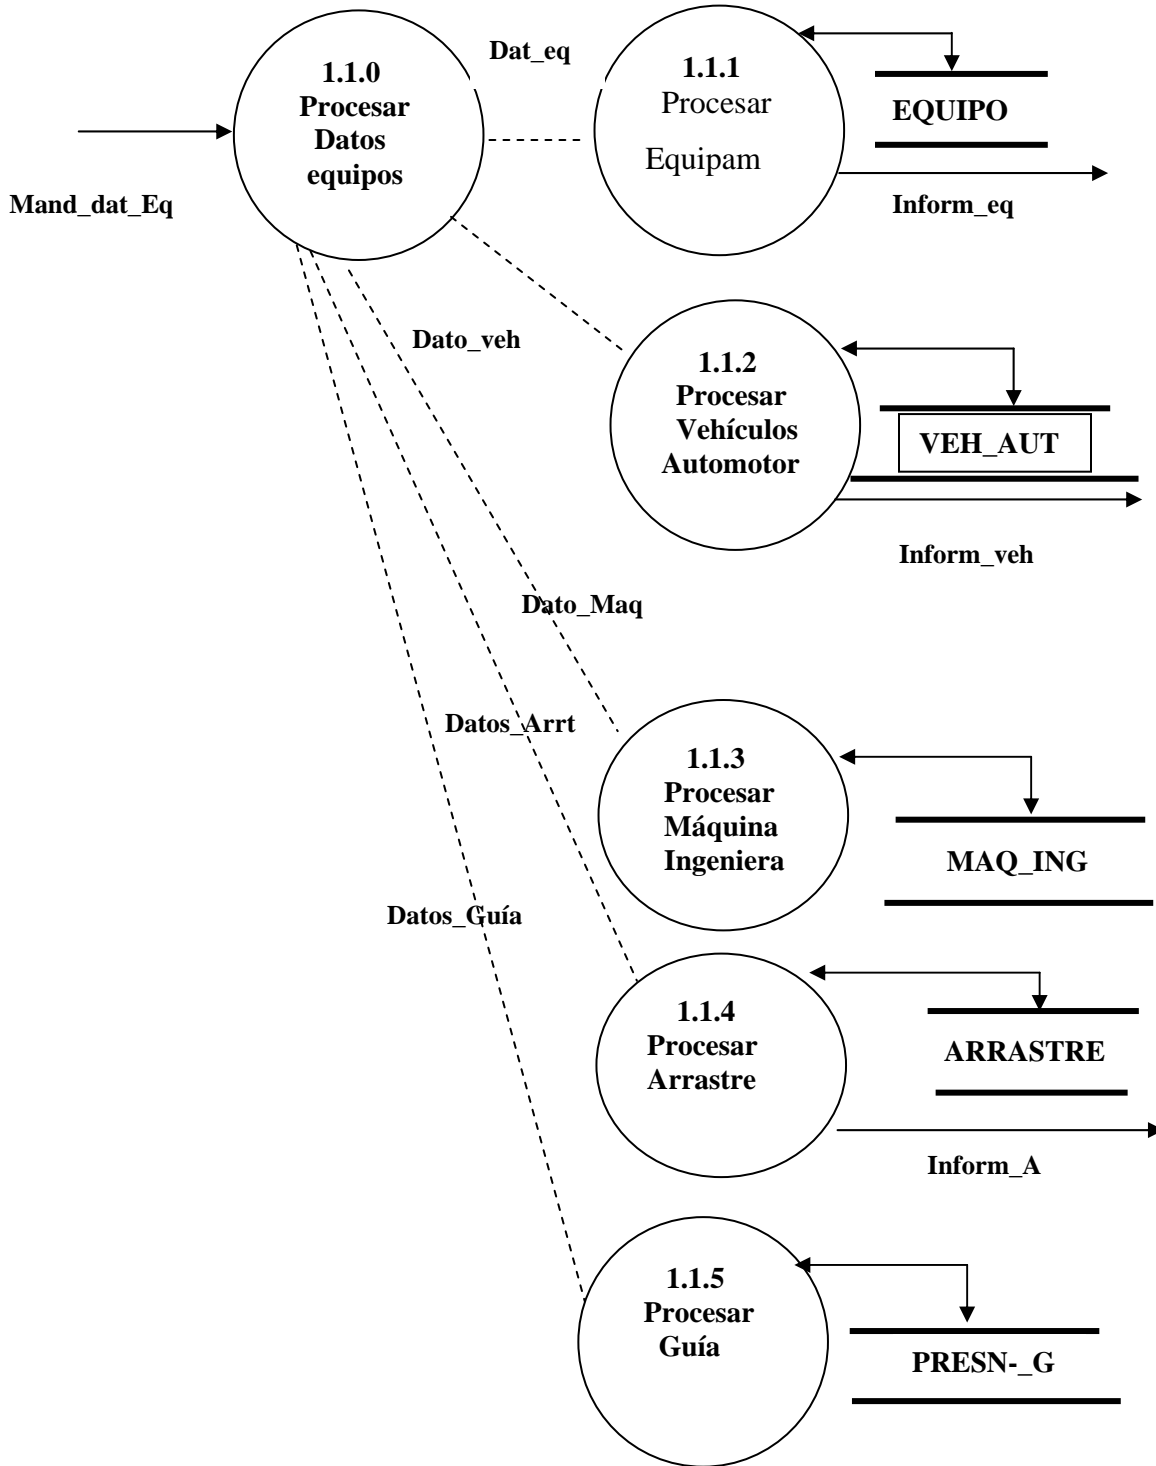 Dat_eq
1.1.0
Procesar
Datos
equipos
1.1.1
Procesar
Equipam
EQUIPO
Mand_dat_Eq
Inform_eq
Dato_veh
1.1.2
Procesar
Vehículos
Automotor
VEH_AUT
Inform_veh
Dato_Maq
Datos_Arrt
1.1.3
Procesar
Máquina
Ingeniera
MAQ_ING
Datos_Guía
1.1.4
Procesar
Arrastre
ARRASTRE
Inform_A
1.1.5
Procesar
Guía
PRESN-_G